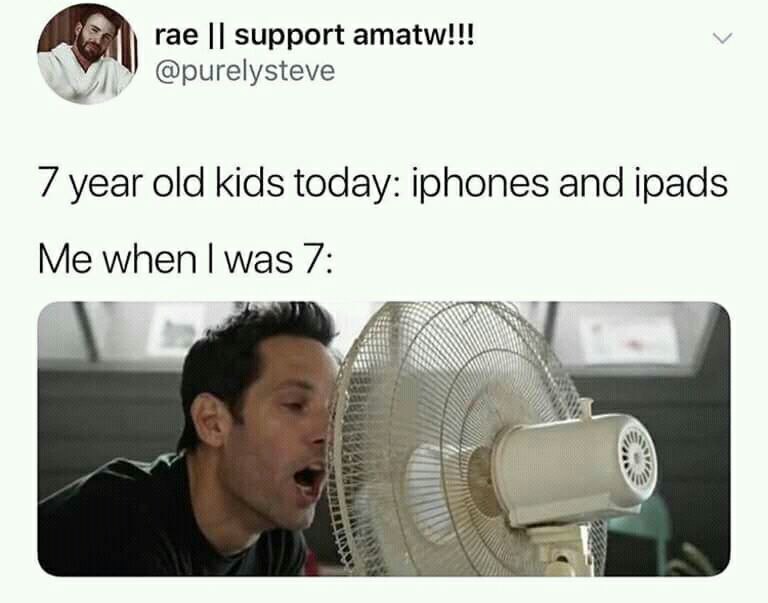 rae || support amatw!!!
@purelysteve
7 year old kids today: iphones and ipads
Me when I was 7: